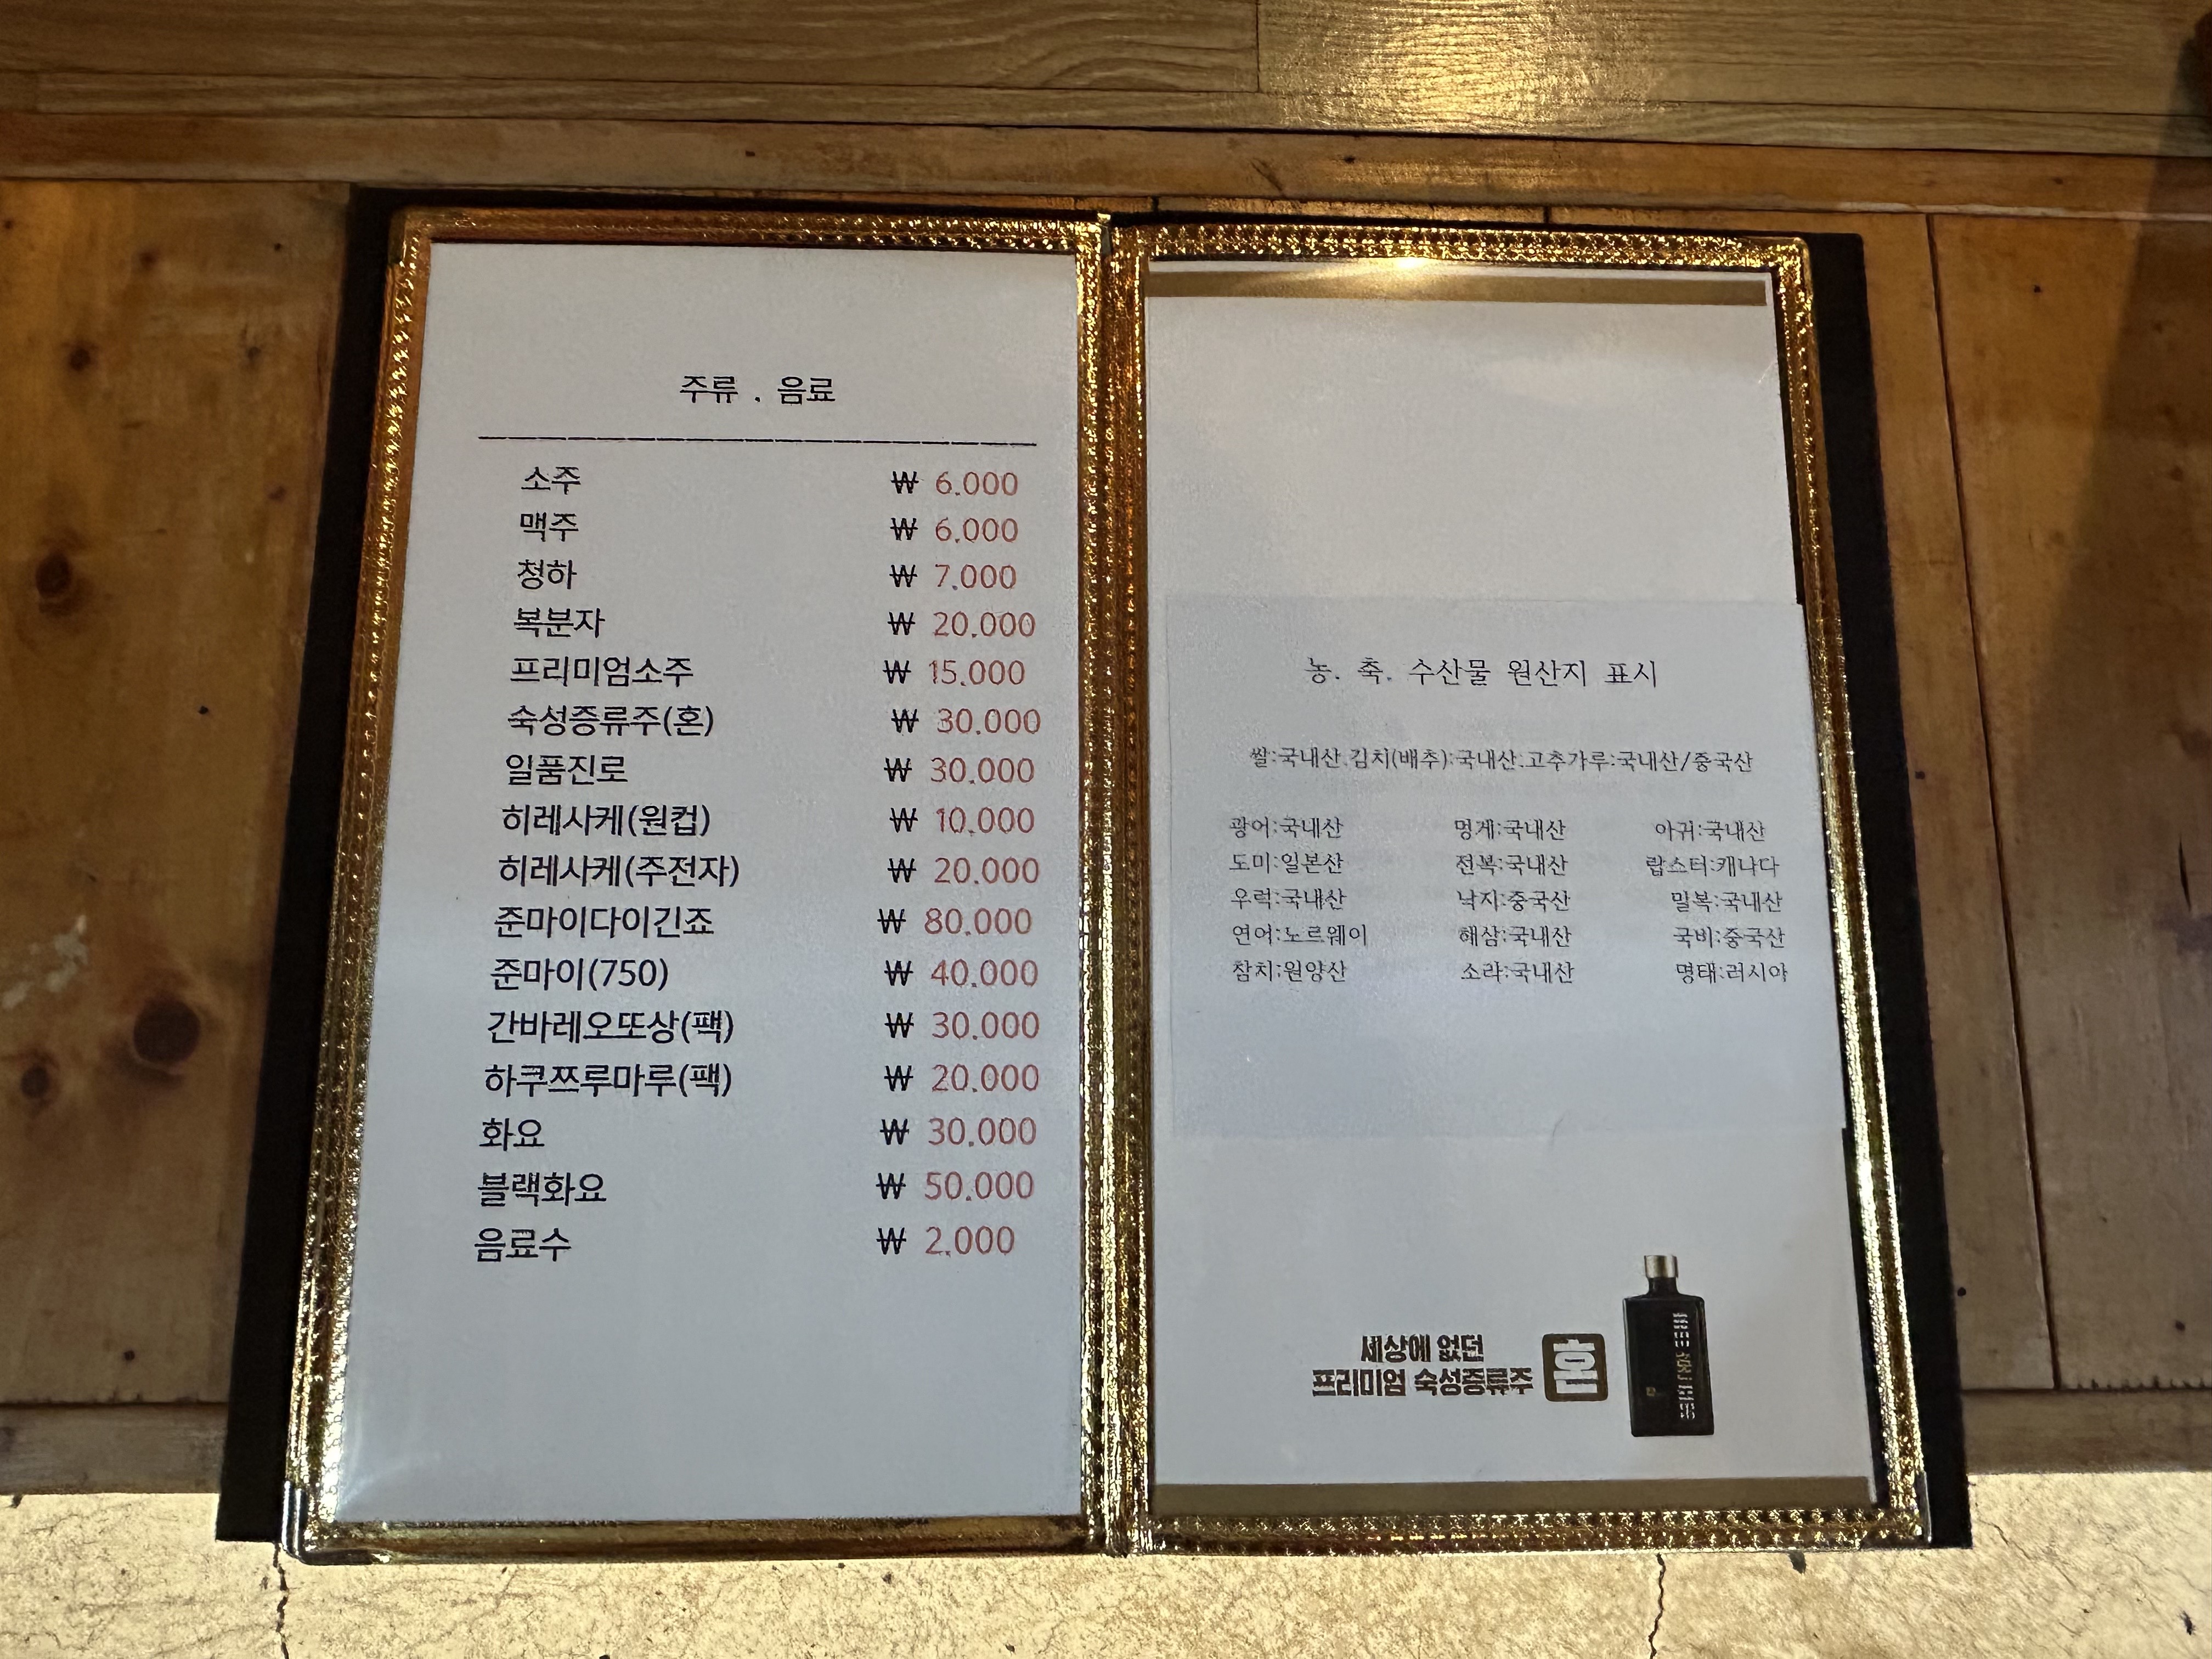 주류 . 음료
소주 ₩ 6.000
맥주 ₩ 6.000
청하 ₩ 7.000
복분자 ₩ 20.000
프리미엄소주 ₩ 15.000
숙성증류주(혼) ₩ 30.000
일품진로 ₩ 30.000
히레사케(원컵) ₩ 10.000
히레사케(주전자) ₩ 20.000
준마이다이긴죠 ₩ 80.000
준마이(750) ₩ 40.000
간바레오또상(팩) ₩ 30.000
하쿠쯔루마루(팩) ₩ 20.000
화요 ₩ 30.000
블랙화요 ₩ 50.000
음료수 ₩ 2.000
농. 축. 수산물 원산지 표시
쌀:국내산.김치(배추):국내산.고추가루:국내산/중국산
광어:국내산 멍게:국내산 아귀:국내산
도미:일본산 전복:국내산 랍스터:캐나다
우럭:국내산 낙지:중국산 밀복:국내산
연어:노르웨이 해삼:국내산 국비:중국산
참치:원양산 소라:국내산 명태:러시아
세상에 없던
프리미엄 숙성증류주 혼